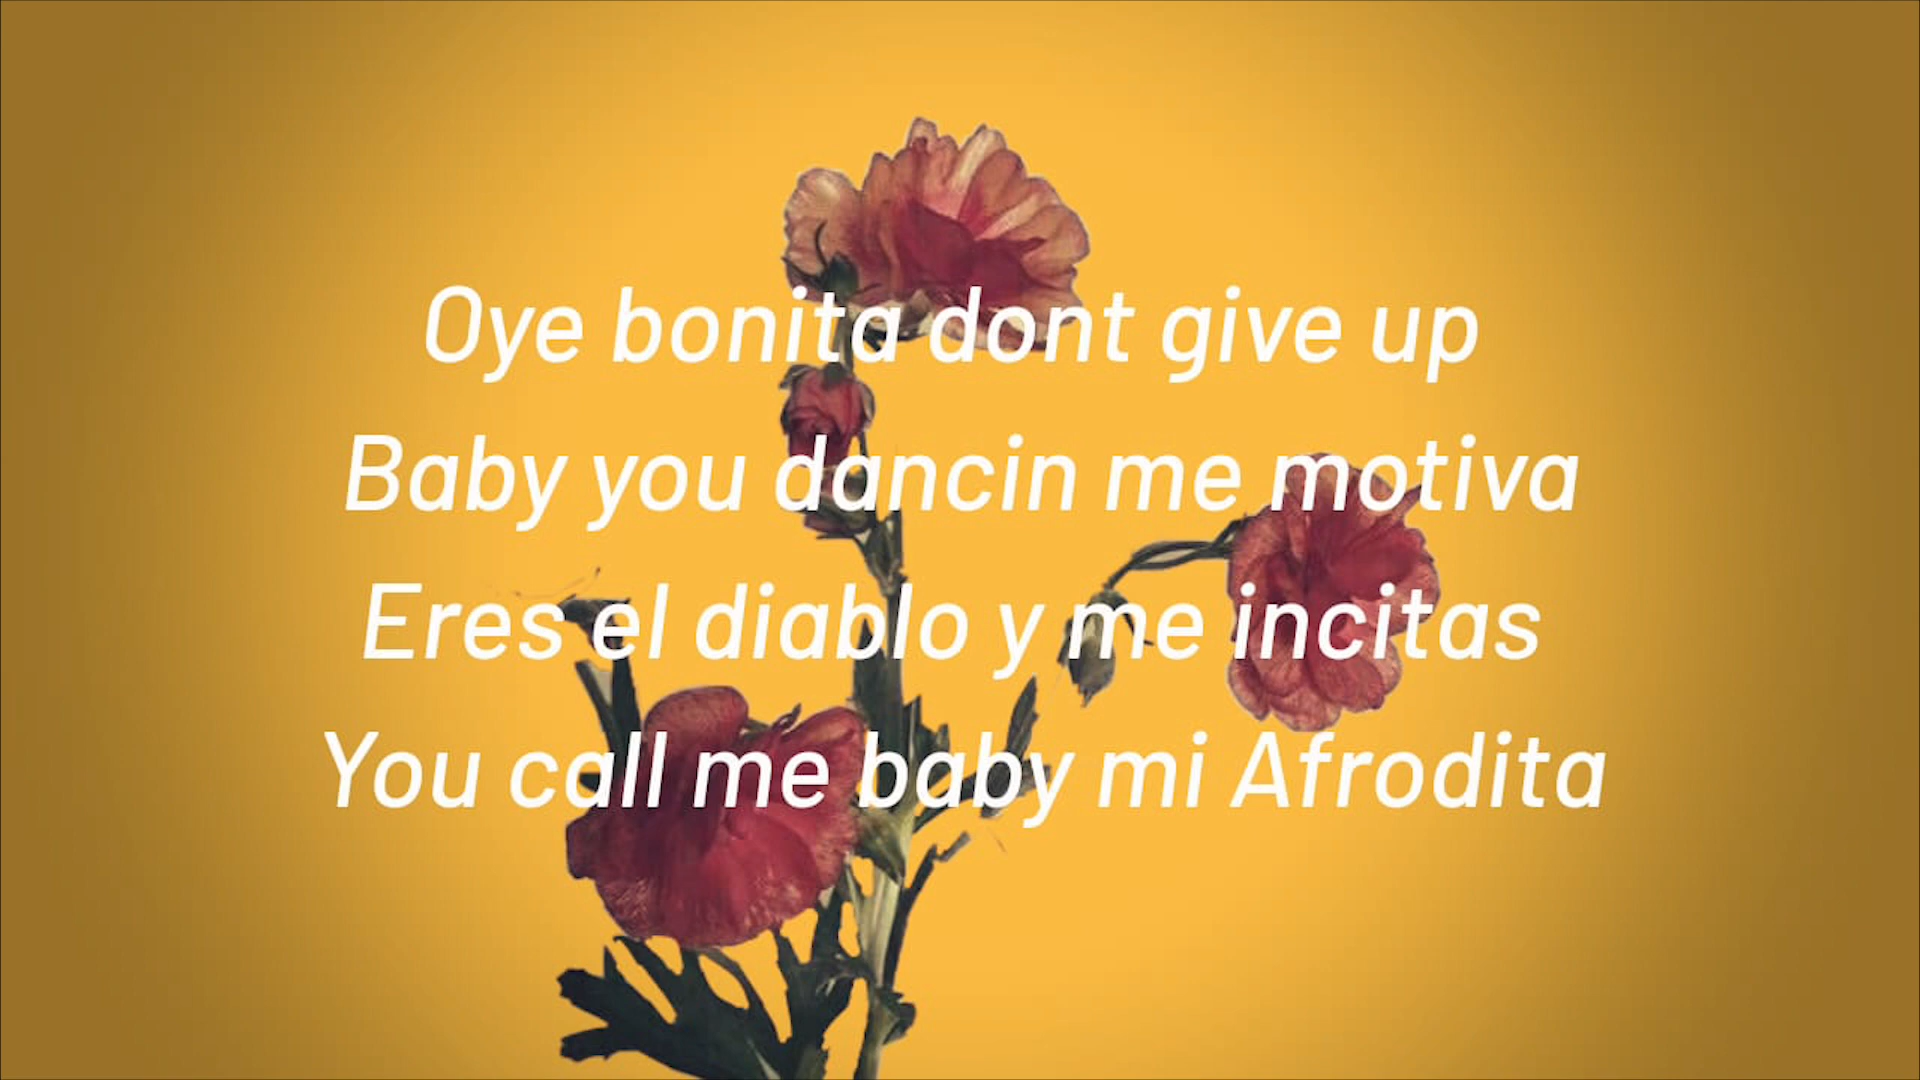 Oye bonita dont give up
Baby you dancin me motiva
Eres el diablo y me incitas
You call me baby mi Afrodita